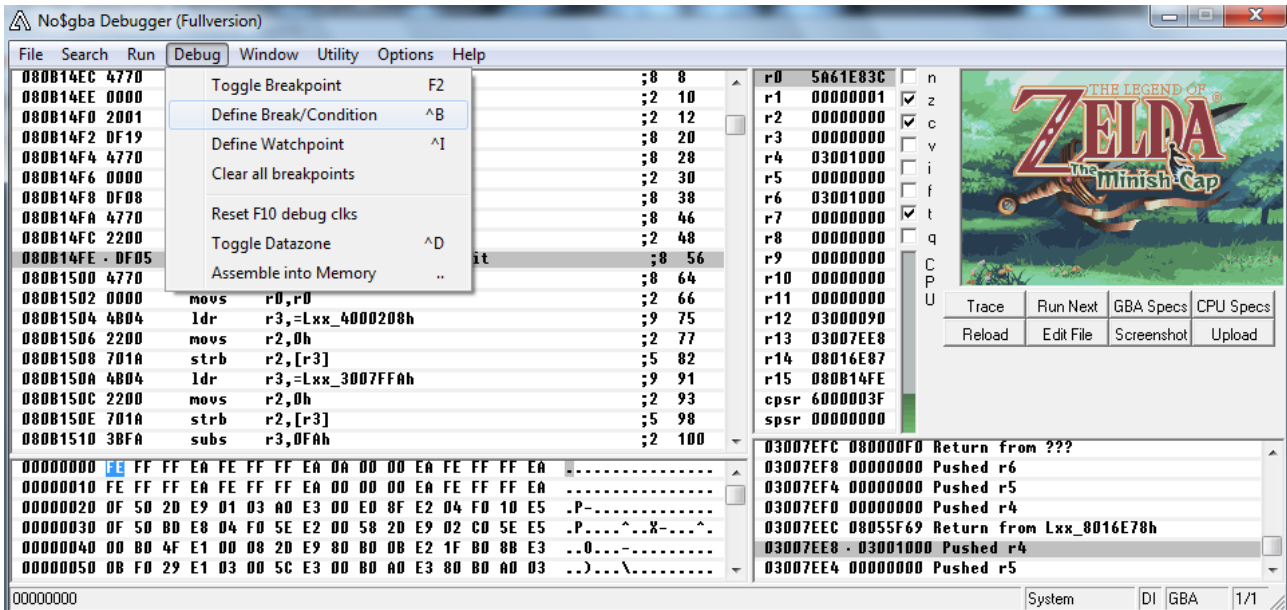 No$gba Debugger (Fullversion)
File Search Run Debug Window Utility Options Help
Toggle Breakpoint F2
Define Break/Condition ^B
Define Watchpoint ^I
Clear all breakpoints
Reset F10 debug clks
Toggle Datazone ^D
Assemble into Memory ..
080B14EC 4770 ;8 8
080B14EE 0000 ;2 10
080B14F0 2001 ;2 12
080B14F2 DF19 ;8 20
080B14F4 4770 ;8 28
080B14F6 0000 ;2 30
080B14F8 DF08 ;8 38
080B14FA 4770 ;8 46
080B14FC 2200 ;2 48
080B14FE · DF05 it ;8 56
080B1500 4770 ;8 64
080B1502 0000 movs r0,r0 ;2 66
080B1504 4B04 ldr r3,=Lxx_4000208h ;9 75
080B1506 2200 movs r2,0h ;2 77
080B1508 701A strb r2,[r3] ;5 82
080B150A 4B04 ldr r3,=Lxx_3007FFAh ;9 91
080B150C 2200 movs r2,0h ;2 93
080B150E 701A strb r2,[r3] ;5 98
080B1510 3BFA subs r3,0FAh ;2 100
r0 5A61E83C n
r1 00000001 z
r2 00000000 c
r3 00000000 v
r4 03001000 i
r5 00000000 f
r6 03001000 t
r7 00000000
r8 00000000 q
r9 00000000
r10 00000000
r11 00000000
r12 03000090
r13 03007EE8
r14 08016E87
r15 080B14FE
cpsr 6000003F
spsr 00000000
CPU
THE LEGEND OF
ZELDA
The Minish Cap
Trace Run Next GBA Specs CPU Specs
Reload Edit File Screenshot Upload
00000000 FE FF FF EA FE FF FF EA 0A 00 00 EA FE FF FF EA ................
00000010 FE FF FF EA FE FF FF EA 00 00 00 EA FE FF FF EA ................
00000020 0F 50 2D E9 01 03 A0 E3 00 E0 8F E2 04 F0 10 E5 .P-.............
00000030 0F 50 BD E8 04 F0 5E E2 00 58 2D E9 02 C0 5E E5 .P....^..X-...^.
00000040 00 B0 4F E1 00 08 2D E9 80 B0 0B E2 1F B0 8B E3 ..O...-.........
00000050 0B F0 29 E1 03 00 5C E3 00 B0 A0 E3 80 B0 A0 03 ..)...\.........
03007EFC 080000F0 Return from ???
03007EF8 00000000 Pushed r6
03007EF4 00000000 Pushed r5
03007EF0 00000000 Pushed r4
03007EEC 08055F69 Return from Lxx_8016E78h
03007EE8 · 03001000 Pushed r4
03007EE4 00000000 Pushed r5
00000000 System DI GBA 1/1